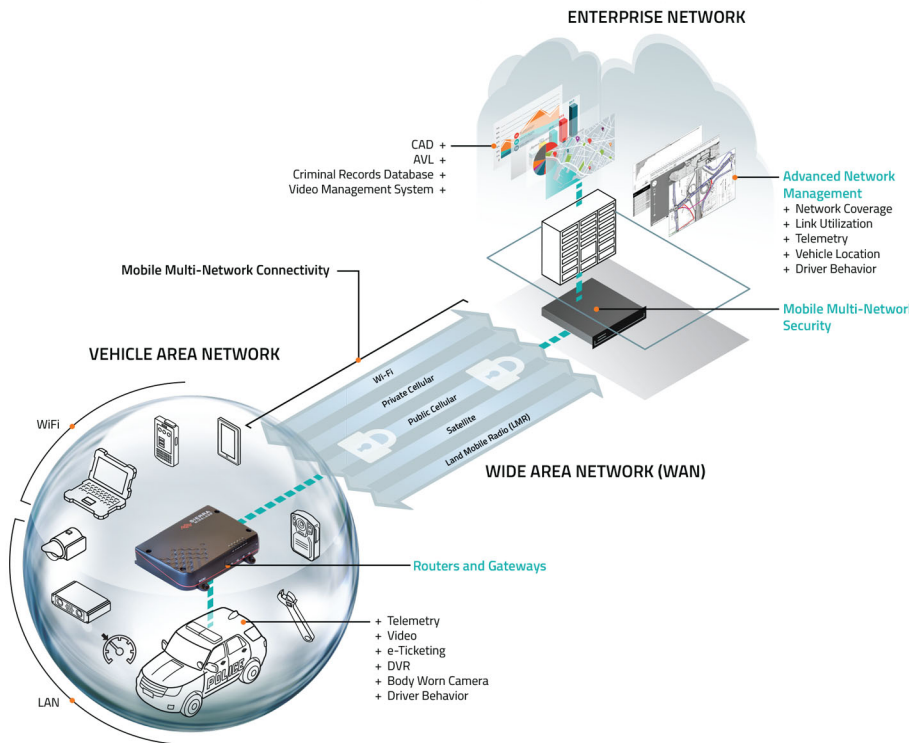 ENTERPRISE NETWORK
CAD +
AVL +
Criminal Records Database +
Video Management System +
Advanced Network
Management
+ Network Coverage
+ Link Utilization
+ Telemetry
+ Vehicle Location
+ Driver Behavior
Mobile Multi-Network Connectivity
Mobile Multi-Network
Security
VEHICLE AREA NETWORK
Wi-Fi
Private Cellular
Public Cellular
Satellite
Land Mobile Radio (LMR)
WiFi
WIDE AREA NETWORK (WAN)
SIERRA
Routers and Gateways
POLICE
+ Telemetry
+ Video
+ e-Ticketing
+ DVR
+ Body Worn Camera
+ Driver Behavior
LAN